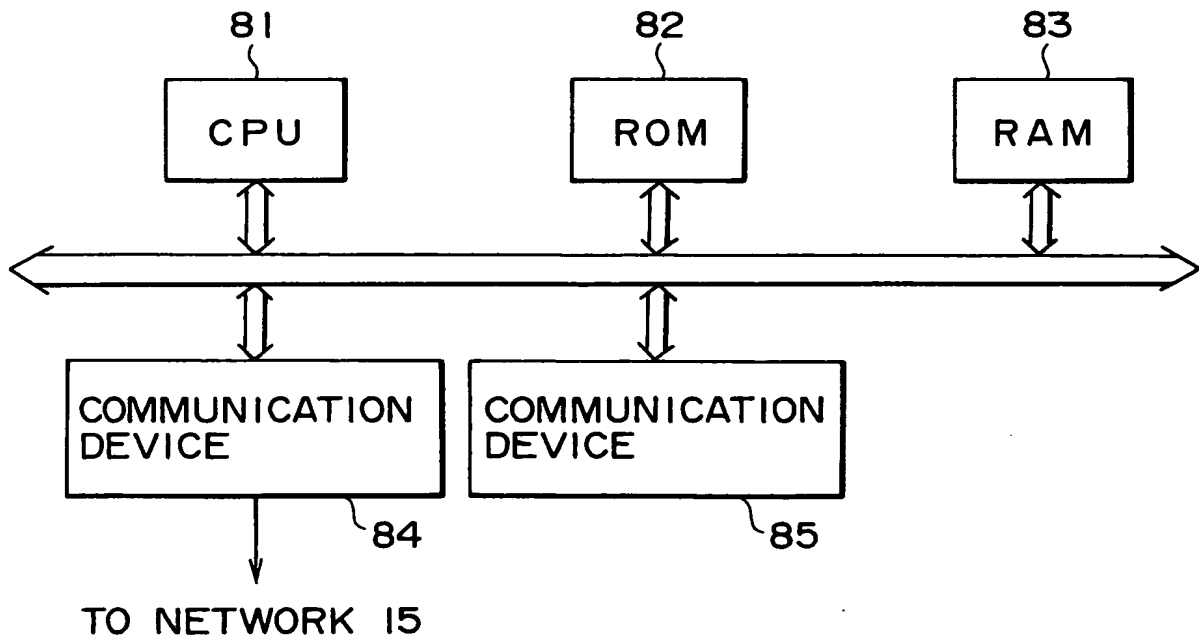 81
82
83
CPU
ROM
RAM
COMMUNICATION
DEVICE
COMMUNICATION
DEVICE
84
85
TO NETWORK 15